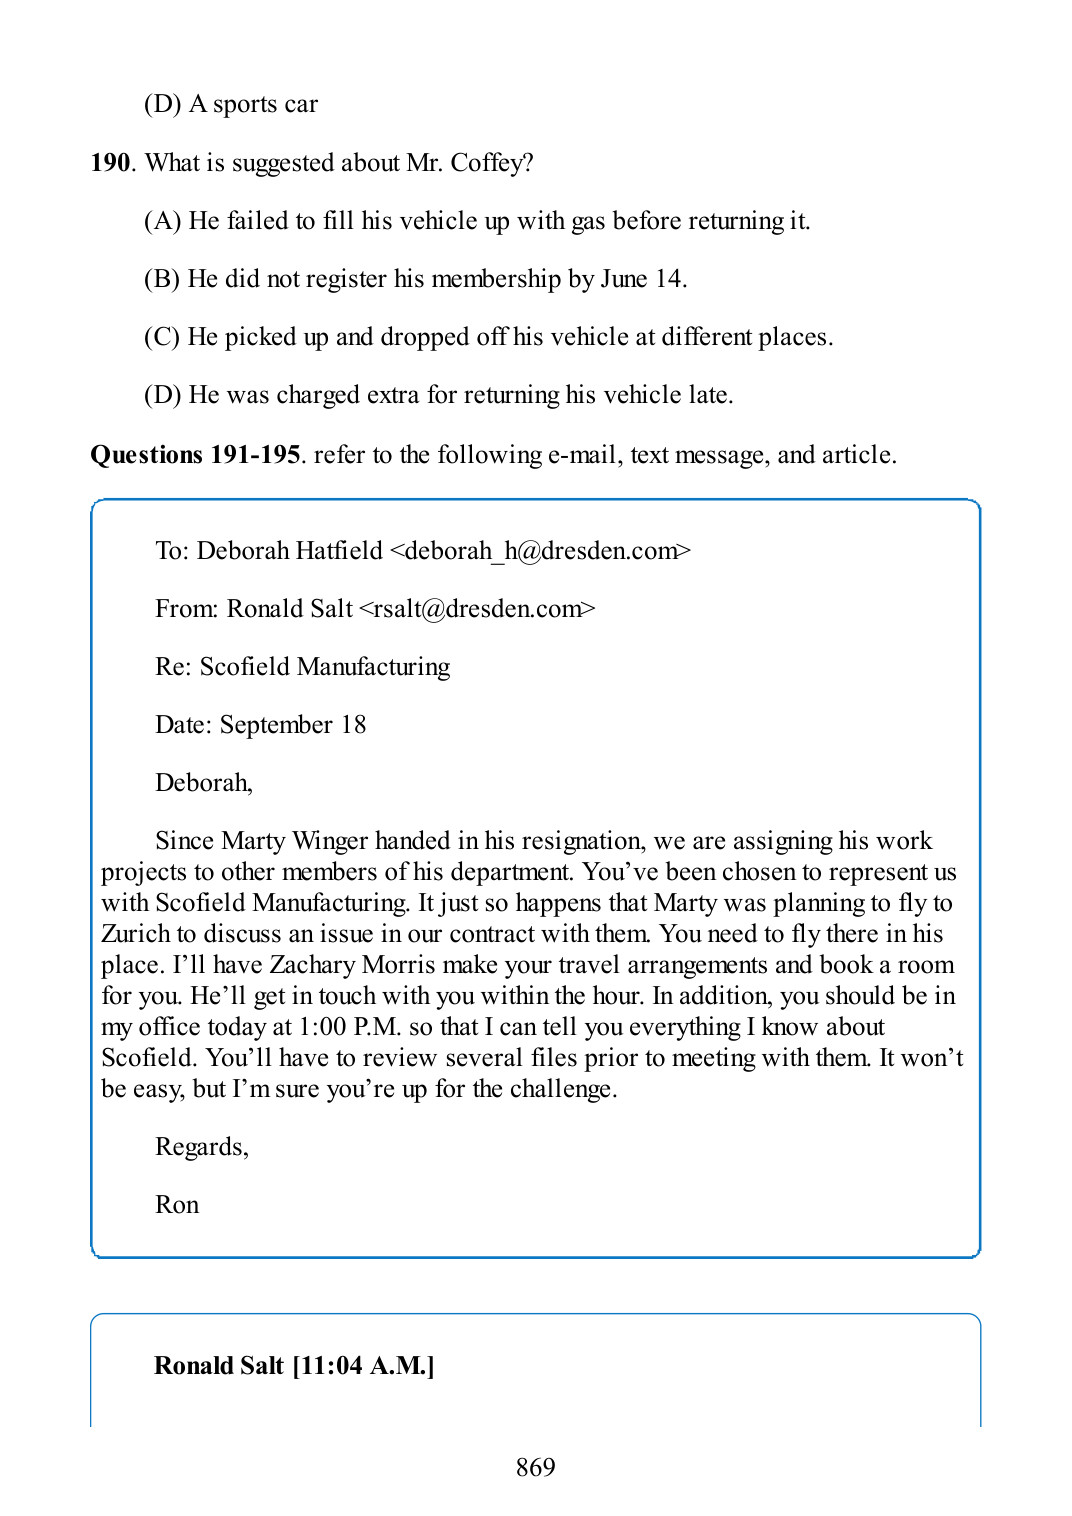 (D) A sports car
190. What is suggested about Mr. Coffey?
(A) He failed to fill his vehicle up with gas before returning it.
(B) He did not register his membership by June 14.
(C) He picked up and dropped off his vehicle at different places.
(D) He was charged extra for returning his vehicle late.
Questions 191-195. refer to the following e-mail, text message, and article.
To: Deborah Hatfield <deborah_h@dresden.com>
From: Ronald Salt <rsalt@dresden.com>
Re: Scofield Manufacturing
Date: September 18
Deborah,
Since Marty Winger handed in his resignation, we are assigning his work
projects to other members of his department. You’ve been chosen to represent us
with Scofield Manufacturing. It just so happens that Marty was planning to fly to
Zurich to discuss an issue in our contract with them. You need to fly there in his
place. I’ll have Zachary Morris make your travel arrangements and book a room
for you. He’ll get in touch with you within the hour. In addition, you should be in
my office today at 1:00 P.M. so that I can tell you everything I know about
Scofield. You’ll have to review several files prior to meeting with them. It won’t
be easy, but I’m sure you’re up for the challenge.
Regards,
Ron
Ronald Salt [11:04 A.M.]
869